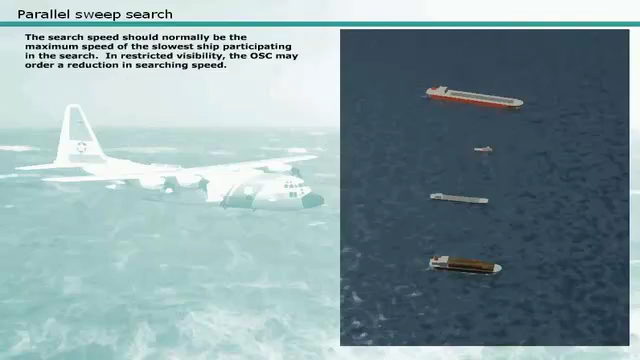 Parallel sweep search
The search speed should normally be the
maximum speed of the slowest ship participating
in the search.  In restricted visibility, the OSC may
order a reduction in searching speed.